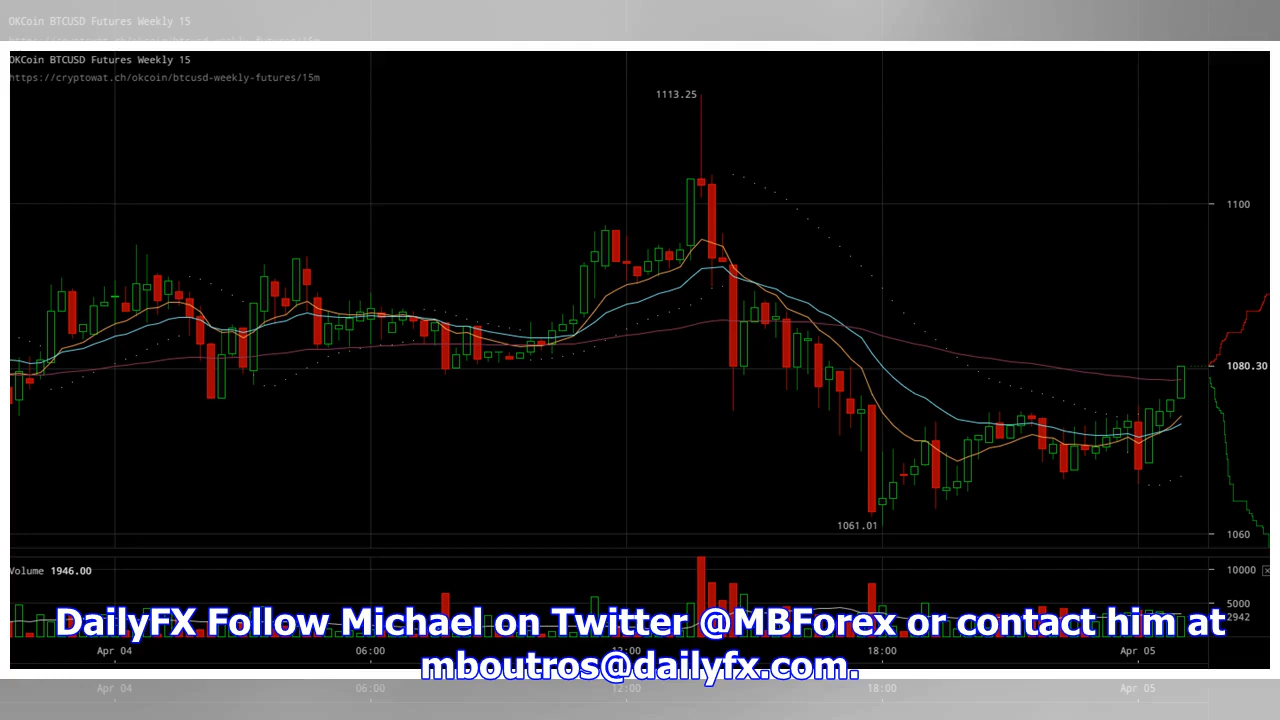 OKCoin BTCUSD Futures Weekly 15
OKCoin BTCUSD Futures Weekly 15
https://cryptowat.ch/okcoin/btcusd-weekly-futures/15m
1113.25
1100
1080.30
1061.01
1060
Volume 1946.00
10000
5000
2942
DailyFX Follow Michael on Twitter @MBForex or contact him at
mboutros@dailyfx.com.
Apr 04 06:00 12:00 18:00 Apr 05
Apr 04 06:00 12:00 18:00 Apr 05